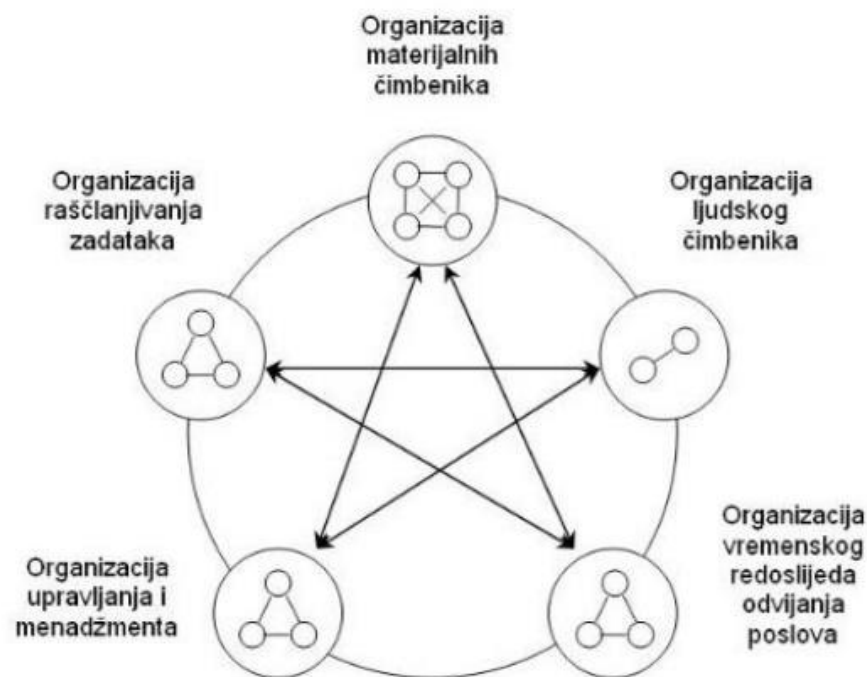 Organizacija
materijalnih
čimbenika
Organizacija
raščlanjivanja
zadataka
Organizacija
ljudskog
čimbenika
Organizacija
upravljanja i
menadžmenta
Organizacija
vremenskog
redoslijeda
odvijanja
poslova